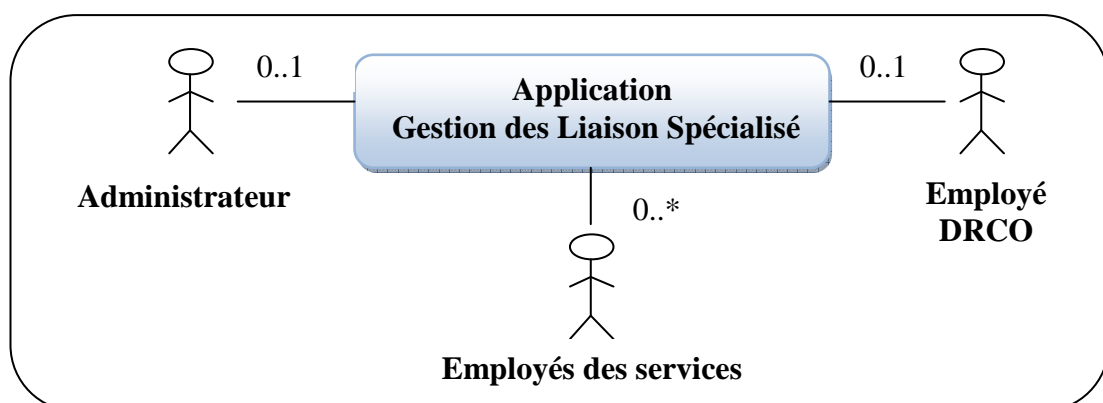 0..1
Application
Gestion des Liaison Spécialisé
0..1
Administrateur
Employé
DRCO
0..*
Employés des services